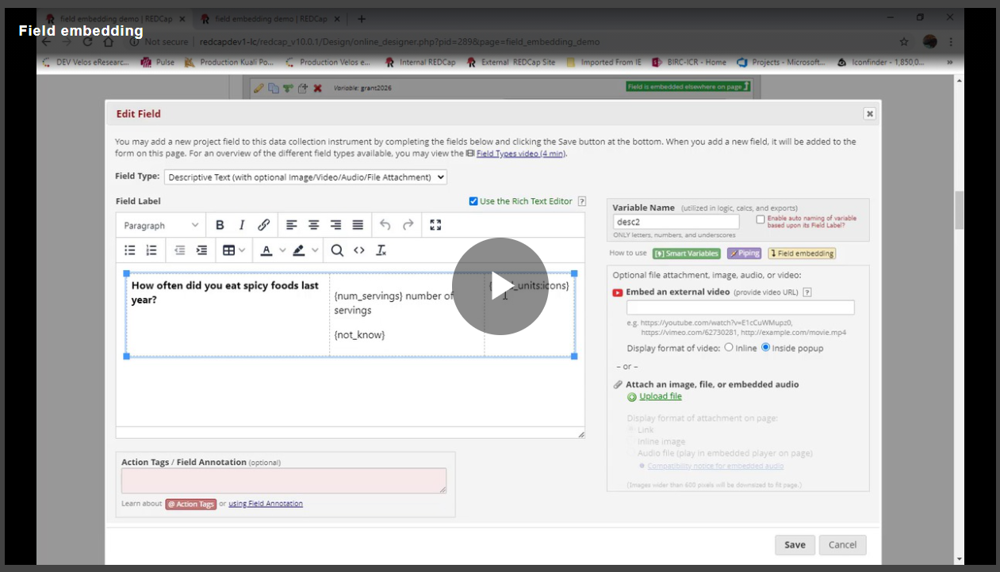 field embedding demo | REDCap
field embedding demo | REDCap
Field embedding
Not secure | redcapdev1-lc/redcap_v10.0.1/Design/online_designer.php?pid=289&page=field_embedding_demo
DEV Velos eResearc... Pulse Production Kuali Po... Production Velos e... Internal REDCap External REDCap Site Imported From IE BIRC-ICR - Home Projects - Microsoft... Iconfinder - 1,850,0... »
Variable: grant2026 Field is embedded elsewhere on page
Edit Field
You may add a new project field to this data collection instrument by completing the fields below and clicking the Save button at the bottom. When you add a new field, it will be added to the
form on this page. For an overview of the different field types available, you may view the Field Types video (4 min).
Field Type: Descriptive Text (with optional Image/Video/Audio/File Attachment)
Field Label Use the Rich Text Editor ?
Paragraph B I
A
How often did you eat spicy foods last
year?
{num_servings} number of
servings
{not_know}
_units:icons}
Variable Name (utilized in logic, calcs, and exports)
desc2
Enable auto naming of variable
based upon its Field Label?
ONLY letters, numbers, and underscores
How to use Smart Variables Piping Field embedding
Optional file attachment, image, audio, or video:
Embed an external video (provide video URL) ?
e.g. https://youtube.com/watch?v=E1cCuWMupz0,
https://vimeo.com/62730281, http://example.com/movie.mp4
Display format of video: Inline Inside popup
– or –
Attach an image, file, or embedded audio
Upload file
Display format of attachment on page:
Link
Inline image
Audio file (play in embedded player on page)
Compatibility notice for embedded audio
(Images wider than 600 pixels will be downsized to fit page.)
Action Tags / Field Annotation (optional)
Learn about @ Action Tags or using Field Annotation
Save Cancel